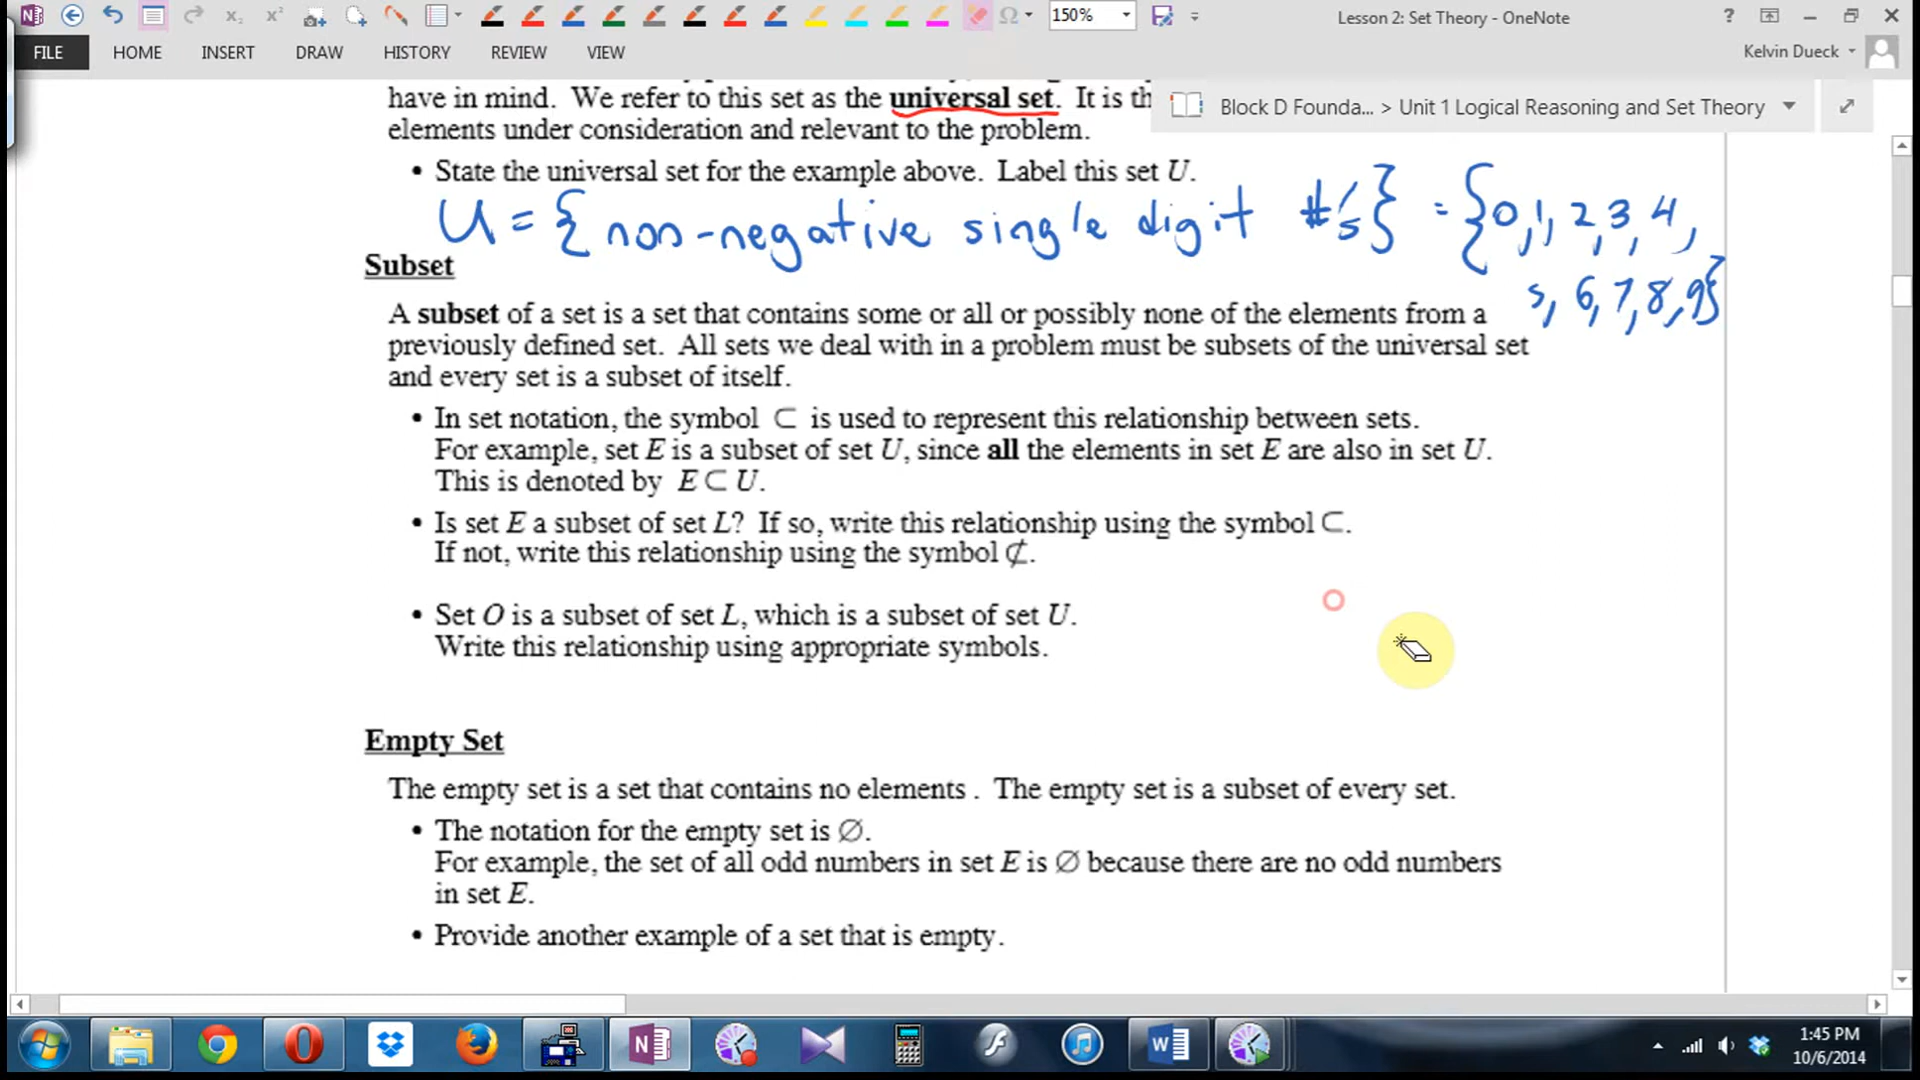 150%
Lesson 2: Set Theory - OneNote
FILE HOME INSERT DRAW HISTORY REVIEW VIEW
Kelvin Dueck
have in mind. We refer to this set as the universal set. It is th
Block D Founda... > Unit 1 Logical Reasoning and Set Theory
elements under consideration and relevant to the problem.
• State the universal set for the example above. Label this set U.
U = {non-negative single digit #'s} = {0, 1, 2, 3, 4,
5, 6, 7, 8, 9}
Subset
A subset of a set is a set that contains some or all or possibly none of the elements from a
previously defined set. All sets we deal with in a problem must be subsets of the universal set
and every set is a subset of itself.
• In set notation, the symbol ⊂ is used to represent this relationship between sets.
For example, set E is a subset of set U, since all the elements in set E are also in set U.
This is denoted by E ⊂ U.
• Is set E a subset of set L? If so, write this relationship using the symbol ⊂.
If not, write this relationship using the symbol ⊄.
• Set O is a subset of set L, which is a subset of set U.
Write this relationship using appropriate symbols.
Empty Set
The empty set is a set that contains no elements . The empty set is a subset of every set.
• The notation for the empty set is ∅.
For example, the set of all odd numbers in set E is ∅ because there are no odd numbers
in set E.
• Provide another example of a set that is empty.
1:45 PM
10/6/2014